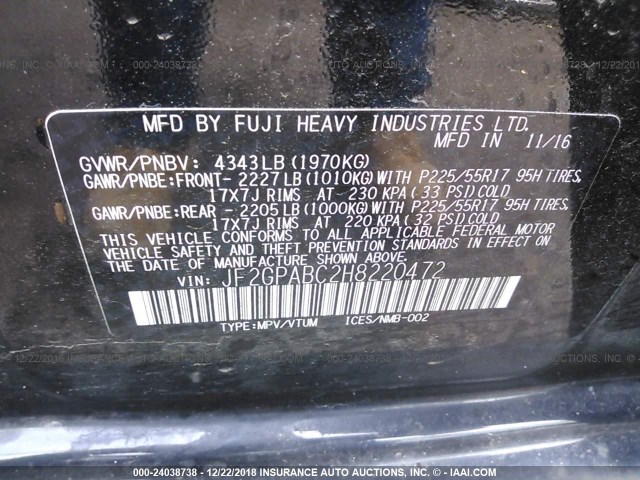 MFD BY FUJI HEAVY INDUSTRIES LTD.
MFD IN 11/16
GVWR/PNBV: 4343LB(1970KG)
GAWR/PNBE:FRONT-2227LB(1010KG)WITH P225/55R17 95H TIRES,
17X7J RIMS AT 230 KPA(33 PSI)COLD
GAWR/PNBE:REAR -2205LB(1000KG)WITH P225/55R17 95H TIRES,
17X7J RIMS AT 220 KPA(32 PSI)COLD
THIS VEHICLE CONFORMS TO ALL APPLICABLE FEDERAL MOTOR
VEHICLE SAFETY AND THEFT PREVENTION STANDARDS IN EFFECT ON
THE DATE OF MANUFACTURE SHOWN ABOVE.
VIN: JF2GPABC2H8220472
TYPE:MPV/VTUM ICES/NMB-002
000-24038738 - 12/22/2018 INSURANCE AUTO AUCTIONS, INC. - © IAAI.COM